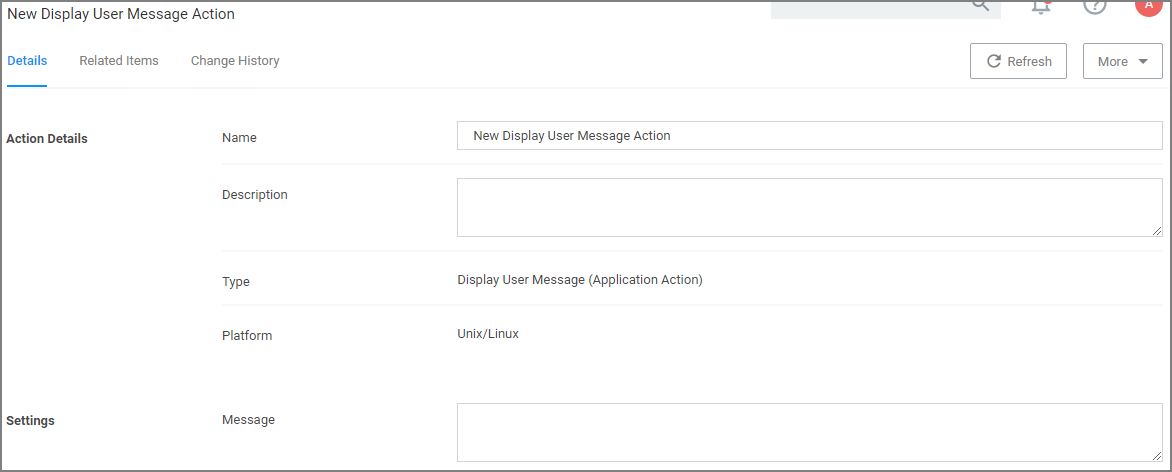 New Display User Message Action
A
Details Related Items Change History Refresh More
Action Details Name New Display User Message Action
Description
Type Display User Message (Application Action)
Platform Unix/Linux
Settings Message